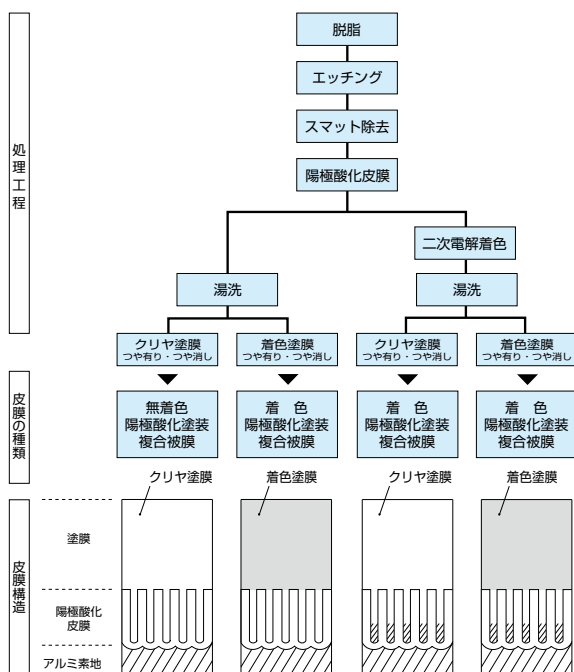 処理工程
脱脂
エッチング
スマット除去
陽極酸化皮膜
二次電解着色
湯洗
湯洗
クリヤ塗膜
つや有り・つや消し
着色塗膜
つや有り・つや消し
クリヤ塗膜
つや有り・つや消し
着色塗膜
つや有り・つや消し
皮膜の種類
無着色
陽極酸化塗装
複合被膜
着 色
陽極酸化塗装
複合被膜
着 色
陽極酸化塗装
複合被膜
着 色
陽極酸化塗装
複合被膜
皮膜構造
クリヤ塗膜
着色塗膜
クリヤ塗膜
着色塗膜
塗膜
陽極酸化
皮膜
アルミ素地